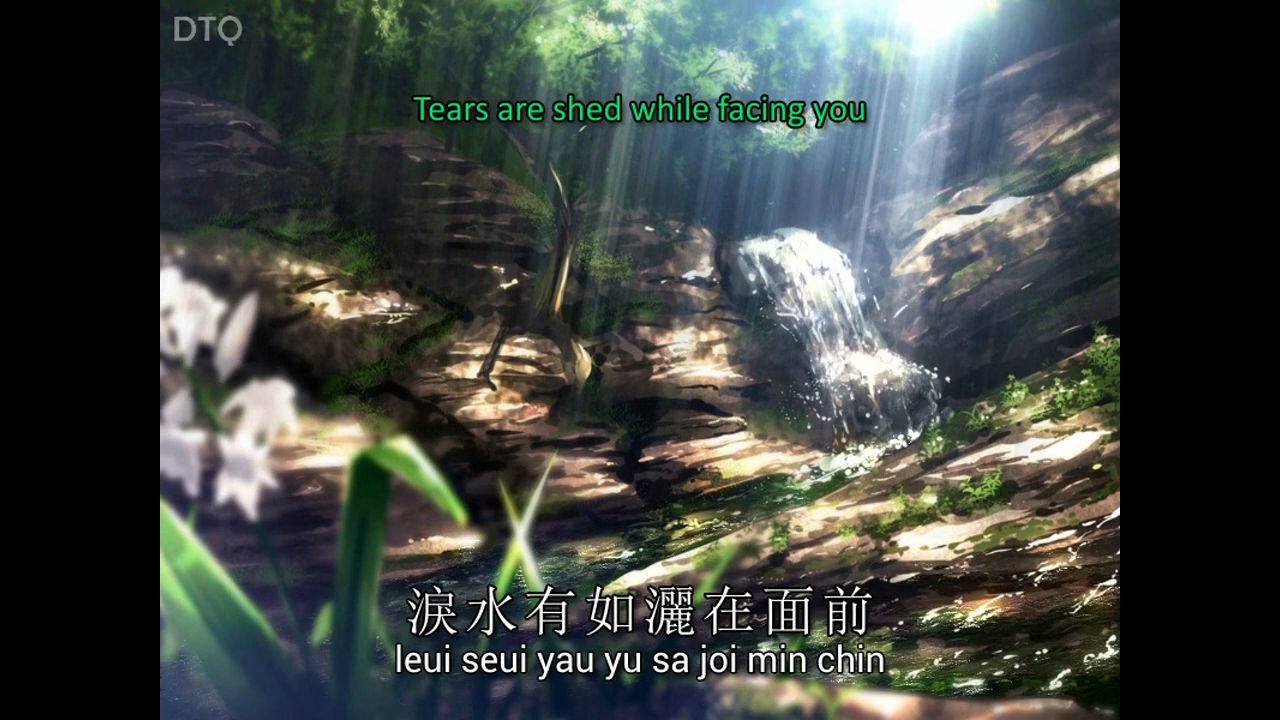 DTQ
Tears are shed while facing you
淚水有如灑在面前
leui seui yau yu sa joi min chin